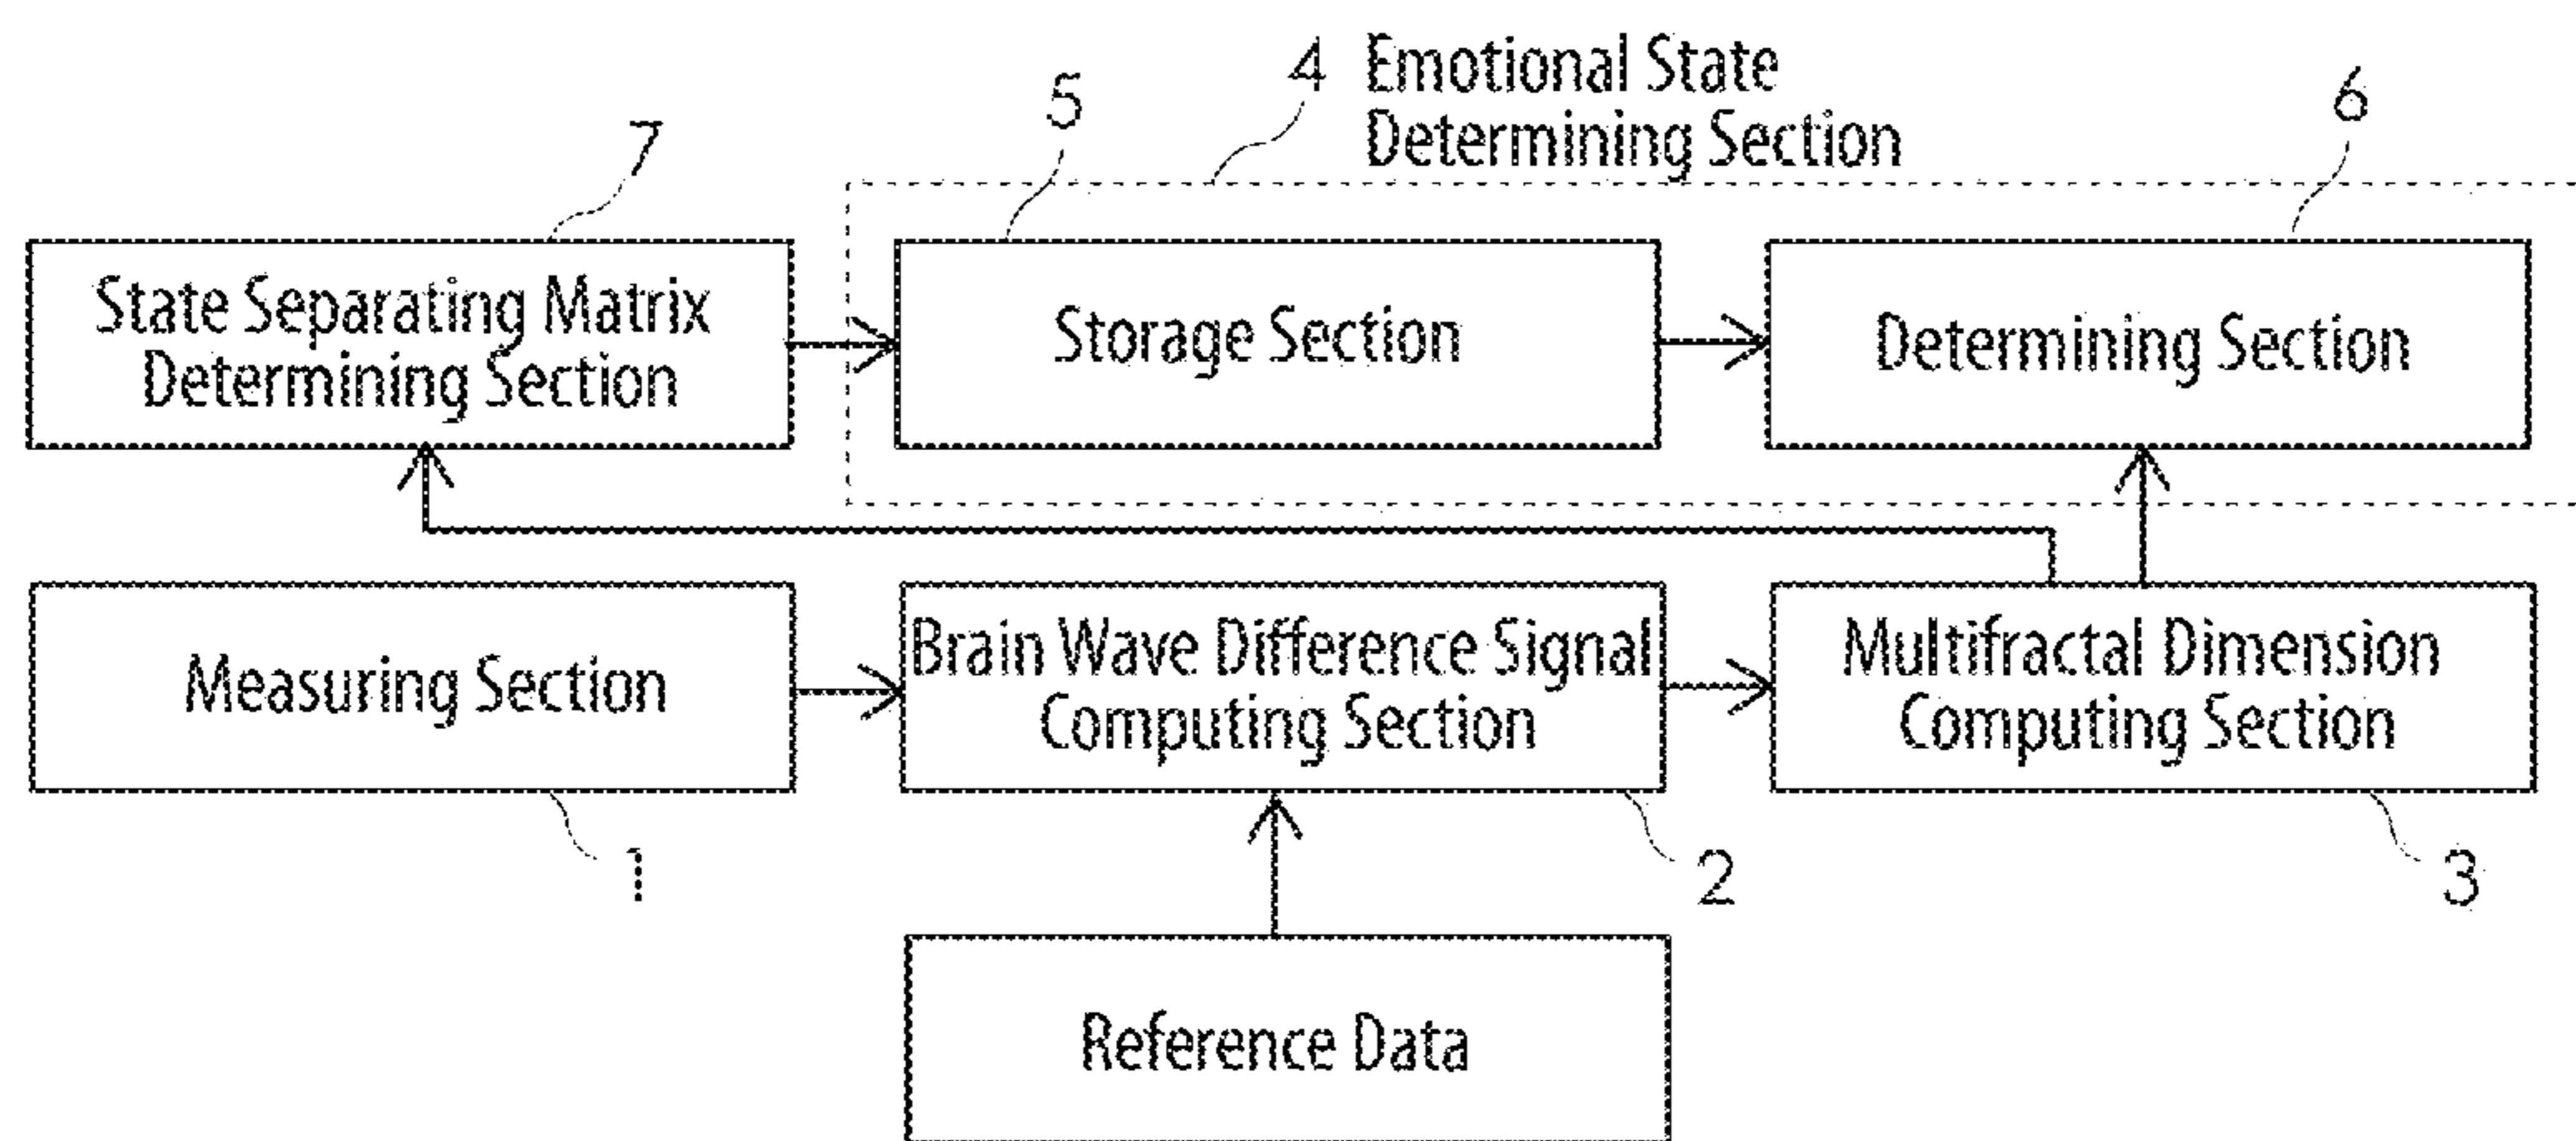 4 Emotional State
Determining Section
5
6
7
State Separating Matrix
Determining Section
Storage Section
Determining Section
Measuring Section
Brain Wave Difference Signal
Computing Section
Multifractal Dimension
Computing Section
1
2
3
Reference Data